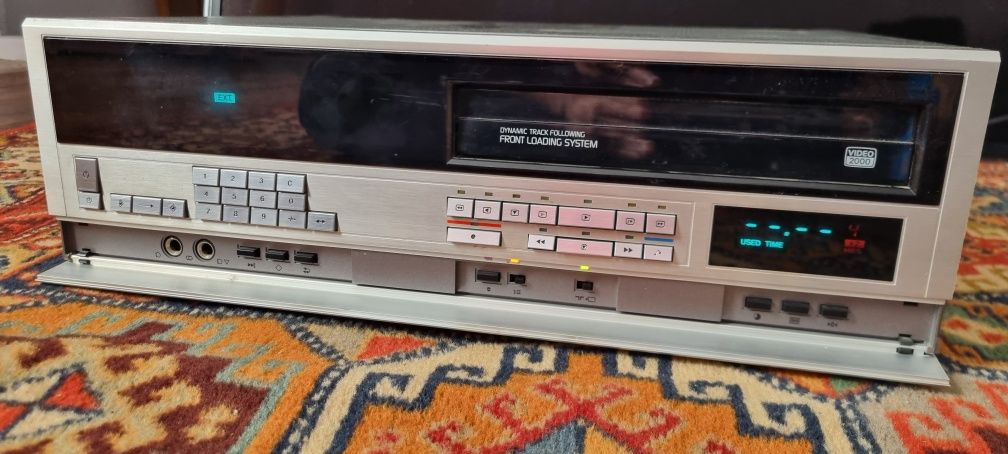 EXT
DYNAMIC TRACK FOLLOWING
FRONT LOADING SYSTEM
VIDEO
2000
1 2 3 C
4 5 6 0
7 8 9 -/--
--.--
USED TIME
4